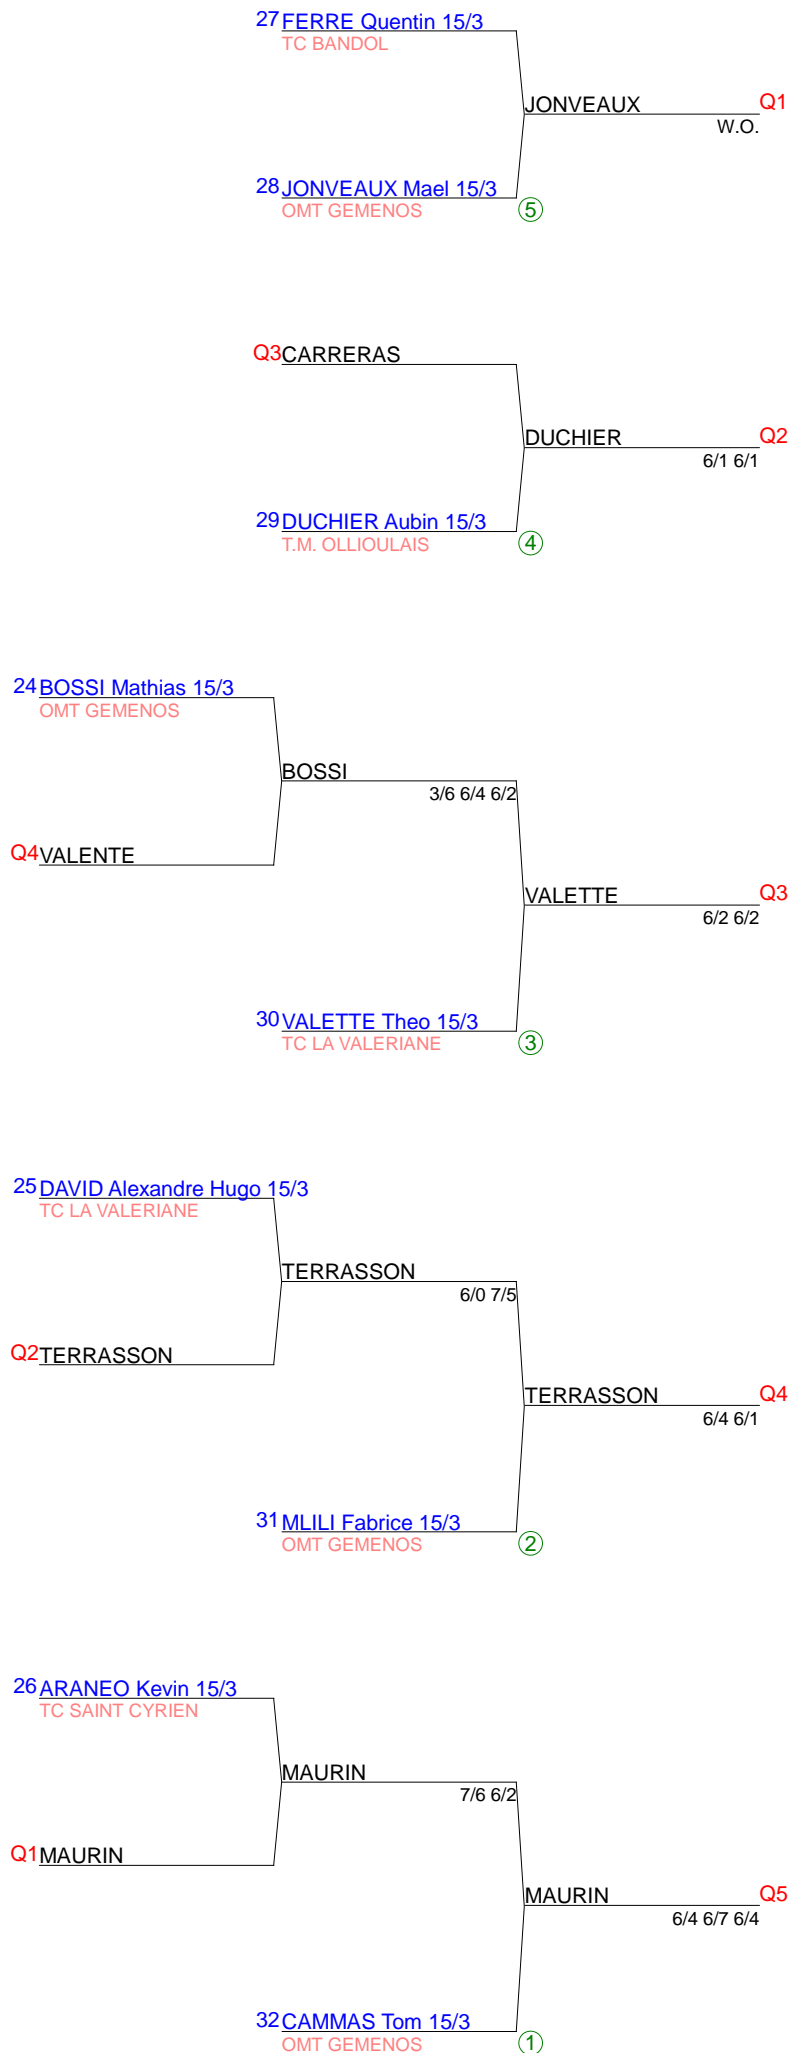 27 FERRE Quentin 15/3
TC BANDOL
JONVEAUX Q1
W.O.
28 JONVEAUX Mael 15/3
OMT GEMENOS 5
Q3 CARRERAS
DUCHIER Q2
6/1 6/1
29 DUCHIER Aubin 15/3
T.M. OLLIOULAIS 4
24 BOSSI Mathias 15/3
OMT GEMENOS
BOSSI
3/6 6/4 6/2
Q4 VALENTE
VALETTE Q3
6/2 6/2
30 VALETTE Theo 15/3
TC LA VALERIANE 3
25 DAVID Alexandre Hugo 15/3
TC LA VALERIANE
TERRASSON
6/0 7/5
Q2 TERRASSON
TERRASSON Q4
6/4 6/1
31 MLILI Fabrice 15/3
OMT GEMENOS 2
26 ARANEO Kevin 15/3
TC SAINT CYRIEN
MAURIN
7/6 6/2
Q1 MAURIN
MAURIN Q5
6/4 6/7 6/4
32 CAMMAS Tom 15/3
OMT GEMENOS 1